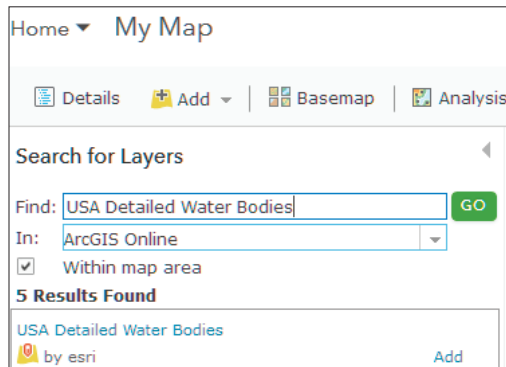 Home My Map
Details Add Basemap Analysis
Search for Layers
Find: USA Detailed Water Bodies GO
In: ArcGIS Online
Within map area
5 Results Found
USA Detailed Water Bodies
by esri Add